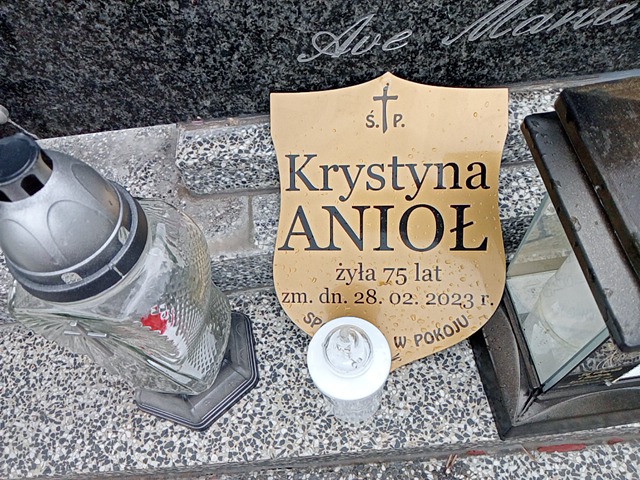 Ave Maria
Ś. P.
Krystyna
ANIOŁ
żyła 75 lat
zm. dn. 28. 02. 2023 r.
W POKOJU